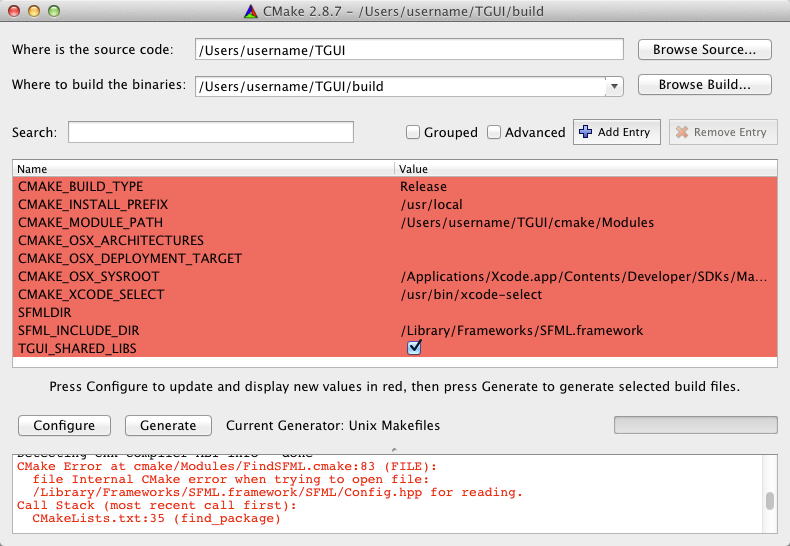 CMake 2.8.7 - /Users/username/TGUI/build
Where is the source code: /Users/username/TGUI Browse Source...
Where to build the binaries: /Users/username/TGUI/build Browse Build...
Search: Grouped Advanced Add Entry Remove Entry
Name Value
CMAKE_BUILD_TYPE Release
CMAKE_INSTALL_PREFIX /usr/local
CMAKE_MODULE_PATH /Users/username/TGUI/cmake/Modules
CMAKE_OSX_ARCHITECTURES
CMAKE_OSX_DEPLOYMENT_TARGET
CMAKE_OSX_SYSROOT /Applications/Xcode.app/Contents/Developer/SDKs/Ma...
CMAKE_XCODE_SELECT /usr/bin/xcode-select
SFMLDIR
SFML_INCLUDE_DIR /Library/Frameworks/SFML.framework
TGUI_SHARED_LIBS
Press Configure to update and display new values in red, then press Generate to generate selected build files.
Configure Generate Current Generator: Unix Makefiles
Detecting CXX compiler ABI info - done
CMake Error at cmake/Modules/FindSFML.cmake:83 (FILE):
file Internal CMake error when trying to open file:
/Library/Frameworks/SFML.framework/SFML/Config.hpp for reading.
Call Stack (most recent call first):
CMakeLists.txt:35 (find_package)